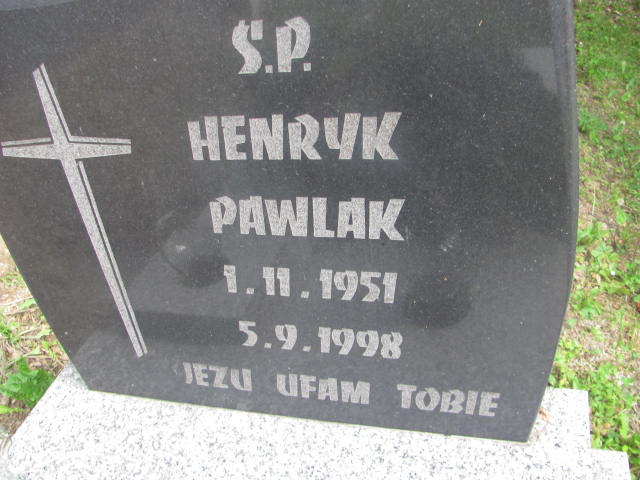 Ś.P.
HENRYK
PAWLAK
1.11.1951
5.9.1998
JEZU UFAM TOBIE